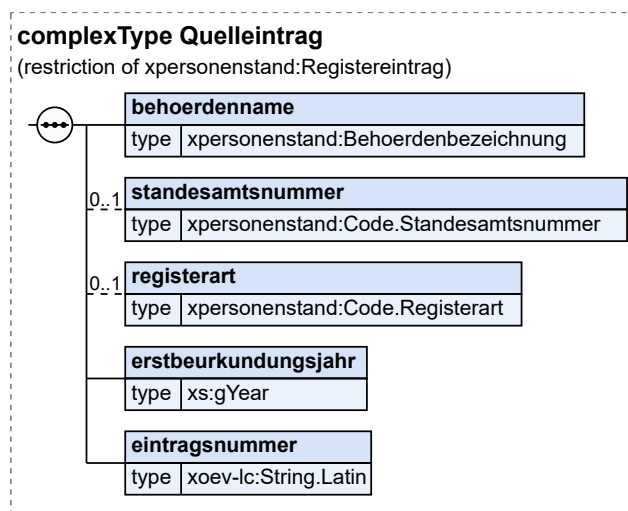 complexType Quelleintrag
(restriction of xpersonenstand:Registereintrag)
behoerdenname
type xpersonenstand:Behoerdenbezeichnung
0..1 standesamtsnummer
type xpersonenstand:Code.Standesamtsnummer
0..1 registerart
type xpersonenstand:Code.Registerart
erstbeurkundungsjahr
type xs:gYear
eintragsnummer
type xoev-lc:String.Latin